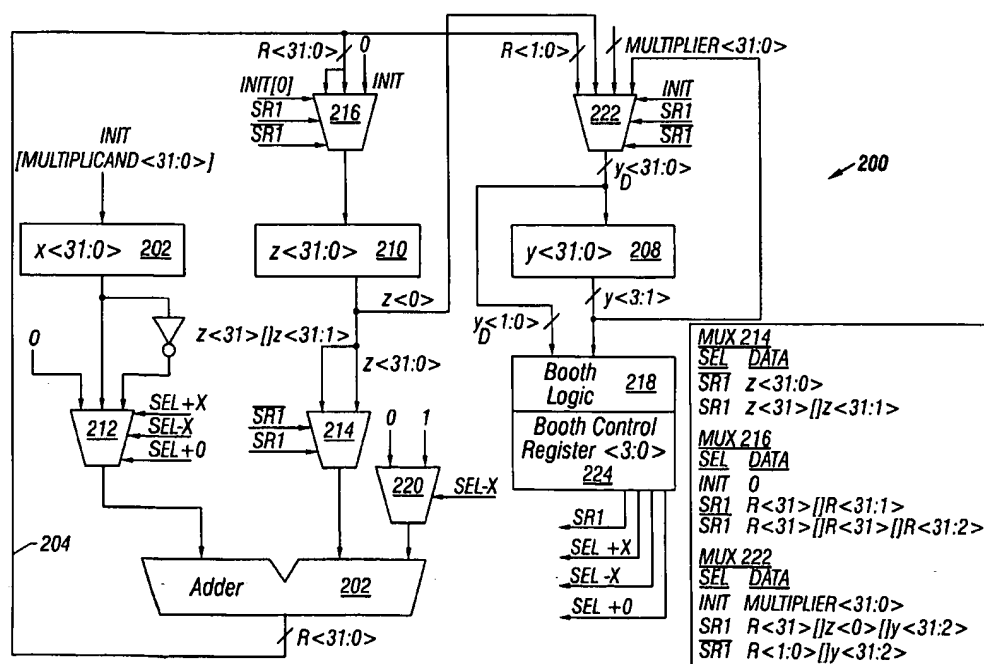 R<31:0>
0
INIT
INIT[0]
SR1
S̅R̅1̅
216
R<1:0>
MULTIPLIER<31:0>
INIT
SR1
S̅R̅1̅
222
y_D<31:0>
200
INIT
[MULTIPLICAND<31:0>]
x<31:0> 202
z<31:0> 210
y<31:0> 208
z<0>
y<3:1>
y_D<1:0>
z<31>[]z<31:1>
z<31:0>
0
SEL+X
SEL-X
SEL+0
212
S̅R̅1̅
SR1
214
0 1
220
SEL-X
Booth
Logic 218
Booth Control
Register <3:0>
224
SR1
SEL +X
SEL -X
SEL +0
204
Adder 202
R<31:0>
MUX 214
SEL DATA
S̅R̅1̅ z<31:0>
SR1 z<31>[]z<31:1>
MUX 216
SEL DATA
INIT 0
SR1 R<31>[]R<31:1>
S̅R̅1̅ R<31>[]R<31>[]R<31:2>
MUX 222
SEL DATA
INIT MULTIPLIER<31:0>
SR1 R<31>[]z<0>[]y<31:2>
S̅R̅1̅ R<1:0>[]y<31:2>